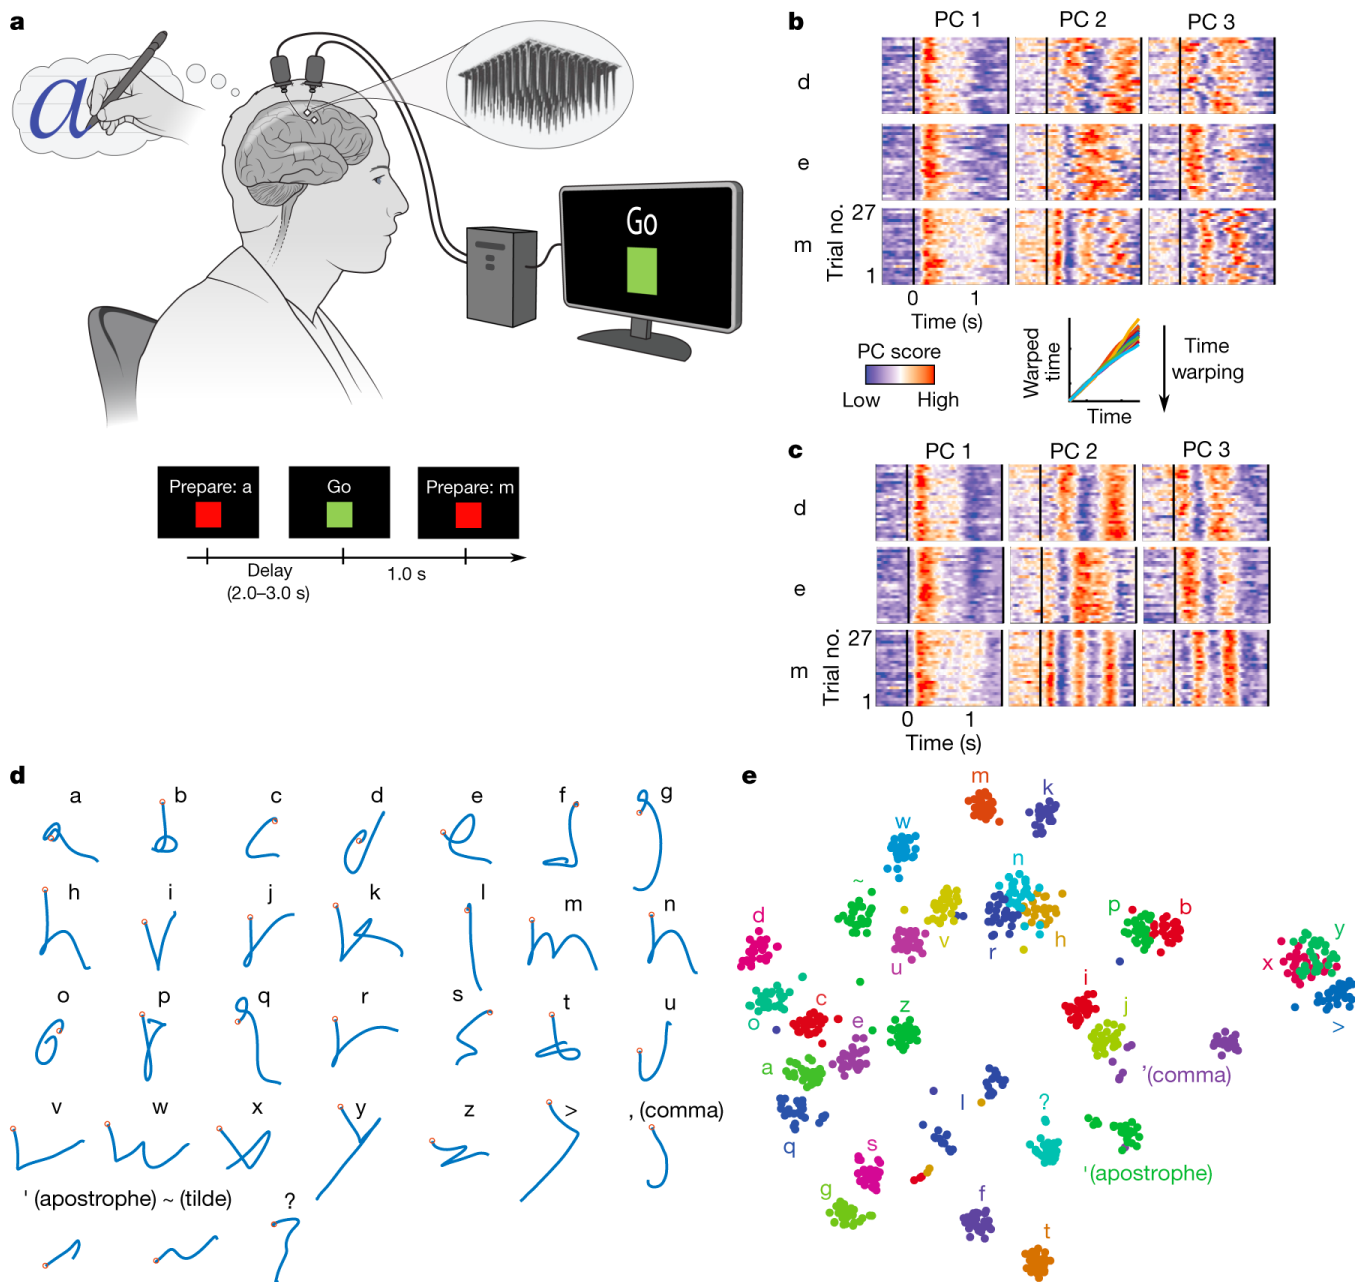 a
a
Go
Prepare: a
Go
Prepare: m
Delay
(2.0–3.0 s)
1.0 s
b
PC 1 PC 2 PC 3
d
e
m
Trial no.
27
1
0 1
Time (s)
PC score
Low High
Warped
time
Time
Time
warping
c
PC 1 PC 2 PC 3
d
e
m
Trial no.
27
1
0 1
Time (s)
d
a b c d e f g
h i j k l m n
o p q r s t u
v w x y z > , (comma)
' (apostrophe) ~ (tilde) ?
e
m
k
w
n
~
d
p
b
y
v
h
x
u
r
i
>
o
c
e
z
j
a
’(comma)
l
?
q
s
'(apostrophe)
g
f
t